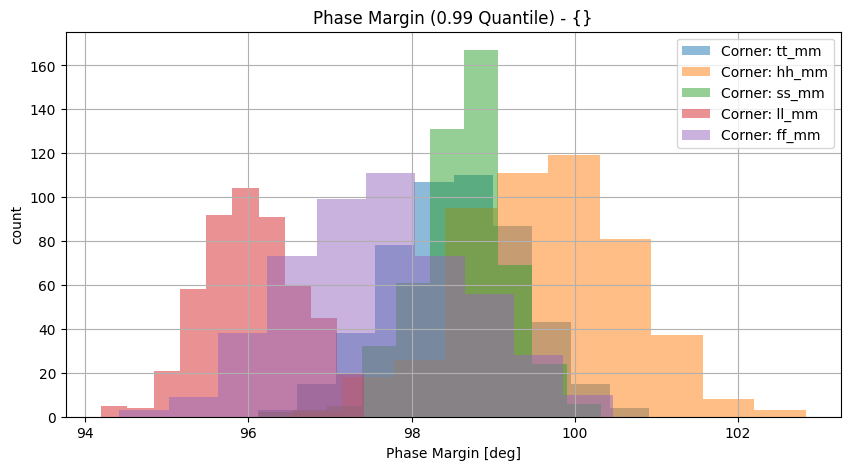 Phase Margin (0.99 Quantile) - {}
160
140
120
100
80
60
40
20
0
count
94
96
98
100
102
Phase Margin [deg]
Corner: tt_mm
Corner: hh_mm
Corner: ss_mm
Corner: ll_mm
Corner: ff_mm